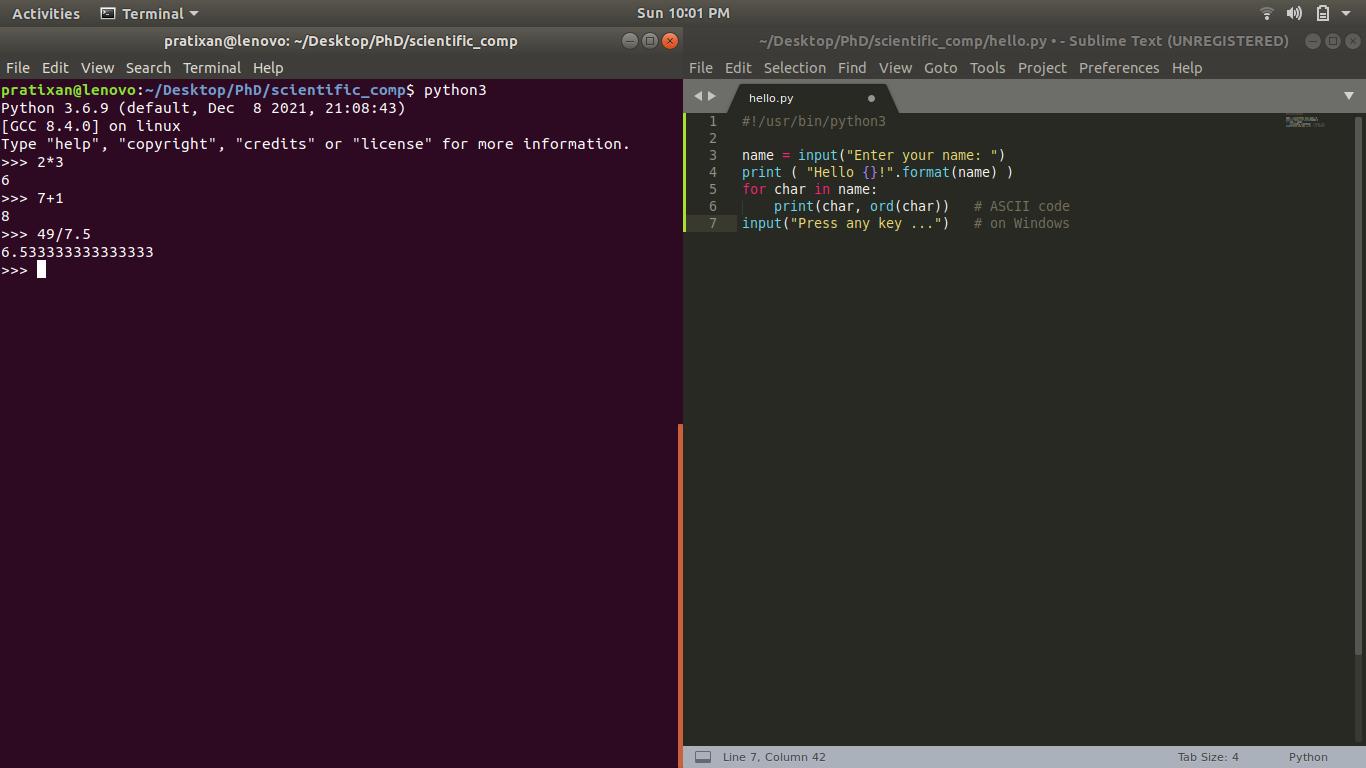 Activities Terminal Sun 10:01 PM
pratixan@lenovo: ~/Desktop/PhD/scientific_comp
File Edit View Search Terminal Help
pratixan@lenovo:~/Desktop/PhD/scientific_comp$ python3
Python 3.6.9 (default, Dec  8 2021, 21:08:43)
[GCC 8.4.0] on linux
Type "help", "copyright", "credits" or "license" for more information.
>>> 2*3
6
>>> 7+1
8
>>> 49/7.5
6.533333333333333
>>>
~/Desktop/PhD/scientific_comp/hello.py • - Sublime Text (UNREGISTERED)
File Edit Selection Find View Goto Tools Project Preferences Help
hello.py
1 #!/usr/bin/python3
2
3 name = input("Enter your name: ")
4 print ( "Hello {}!".format(name) )
5 for char in name:
6     print(char, ord(char))   # ASCII code
7 input("Press any key ...")   # on Windows
Line 7, Column 42 Tab Size: 4 Python